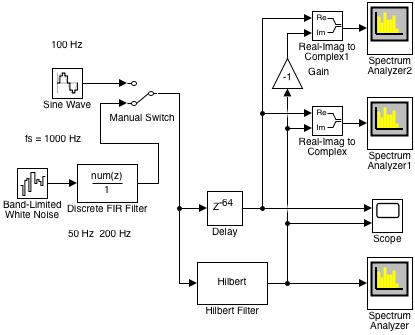 100 Hz
Re
Im
Real-Imag to
Complex1
Spectrum
Analyzer2
-1
Gain
Sine Wave
Manual Switch
Re
Im
Real-Imag to
Complex
Spectrum
Analyzer1
fs = 1000 Hz
num(z)
1
Band-Limited
White Noise
Discrete FIR Filter
Z-64
Delay
Scope
50 Hz 200 Hz
Hilbert
Hilbert Filter
Spectrum
Analyzer